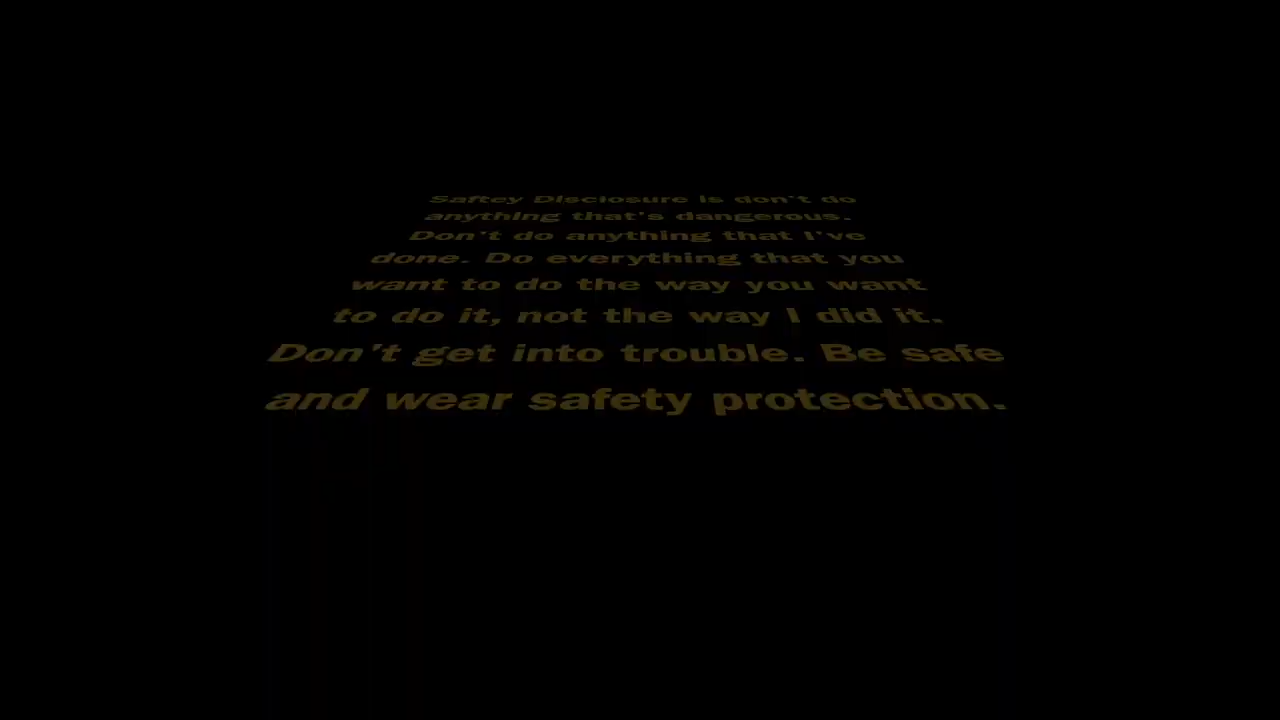 Saftey Disclosure is don't do
anything that's dangerous.
Don't do anything that I've
done. Do everything that you
want to do the way you want
to do it, not the way I did it.
Don't get into trouble. Be safe
and wear safety protection.